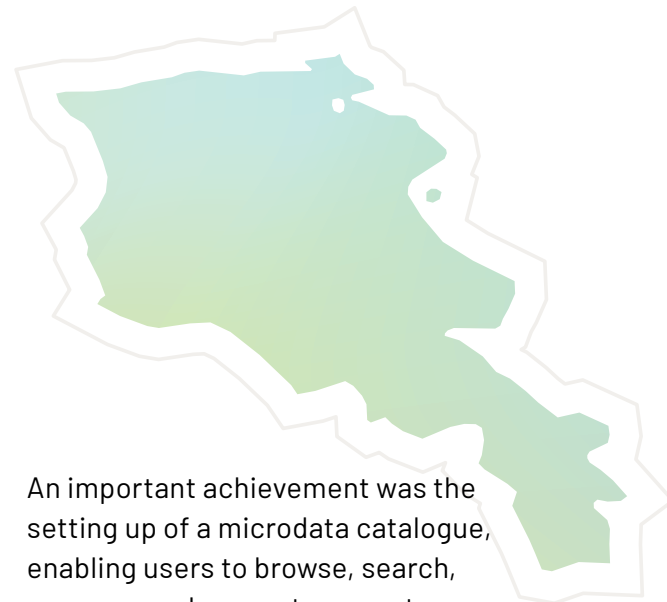 An important achievement was the
setting up of a microdata catalogue,
enabling users to browse, search,